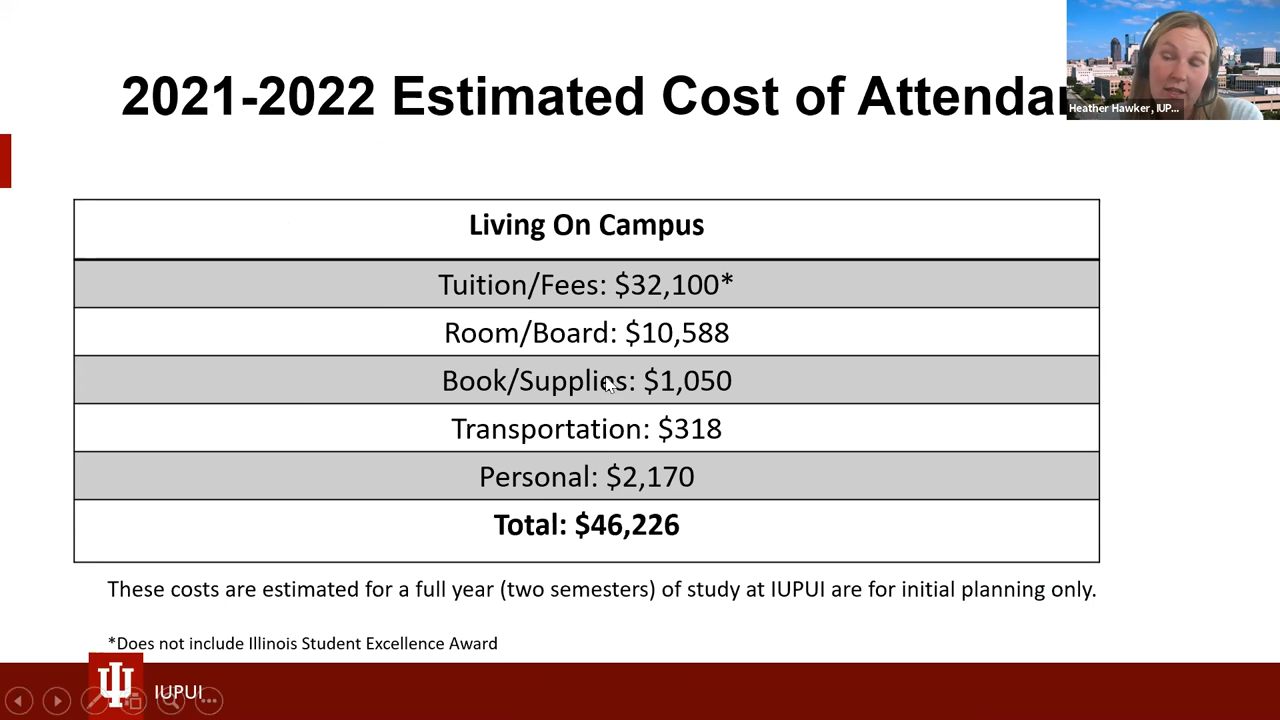 2021-2022 Estimated Cost of Attendan
Heather Hawker, IUP...
Living On Campus
Tuition/Fees: $32,100*
Room/Board: $10,588
Book/Supplies: $1,050
Transportation: $318
Personal: $2,170
Total: $46,226
These costs are estimated for a full year (two semesters) of study at IUPUI are for initial planning only.
*Does not include Illinois Student Excellence Award
IUPUI